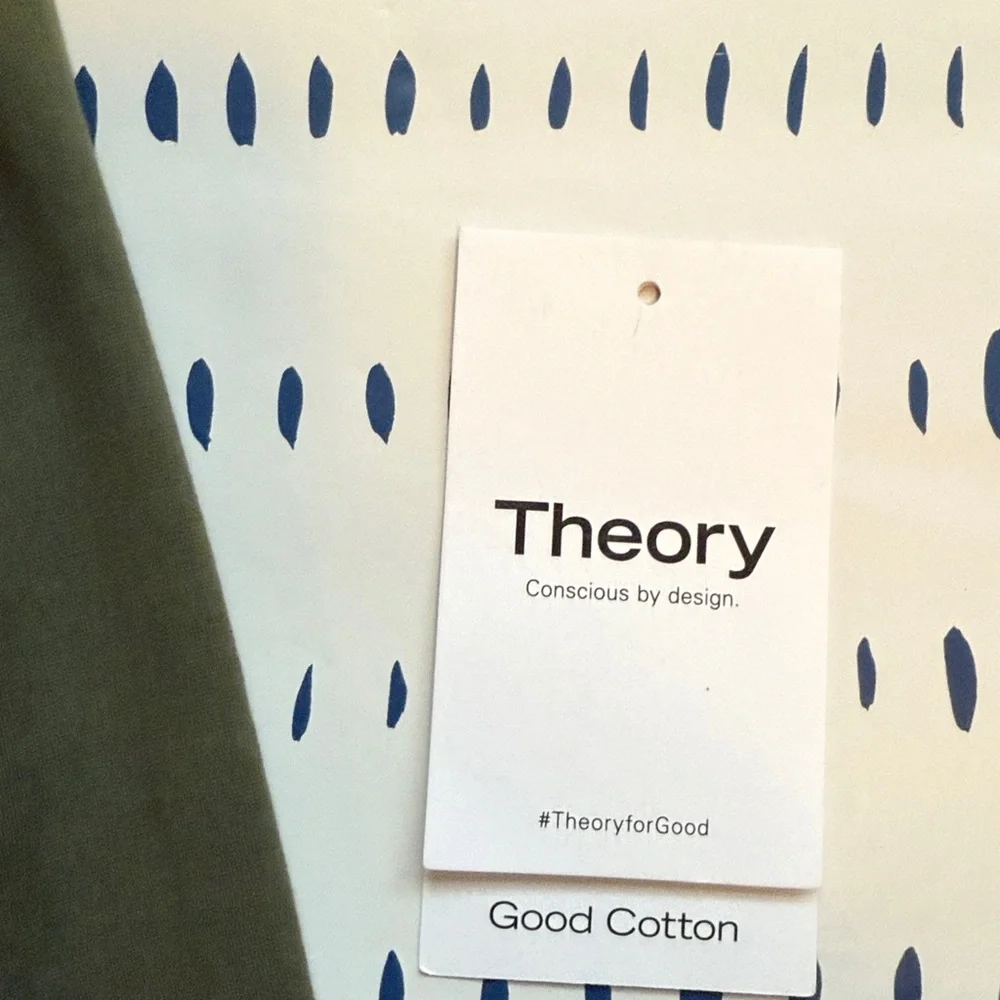 Theory
Conscious by design.
#TheoryforGood
Good Cotton